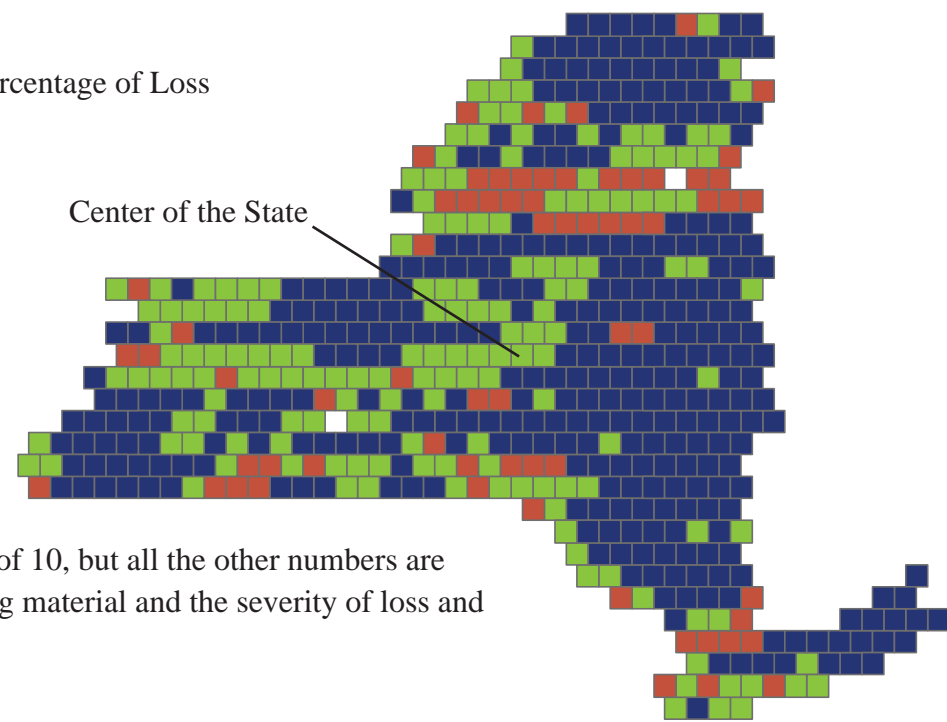 rcentage of Loss
Center of the State
of 10, but all the other numbers are
g material and the severity of loss and